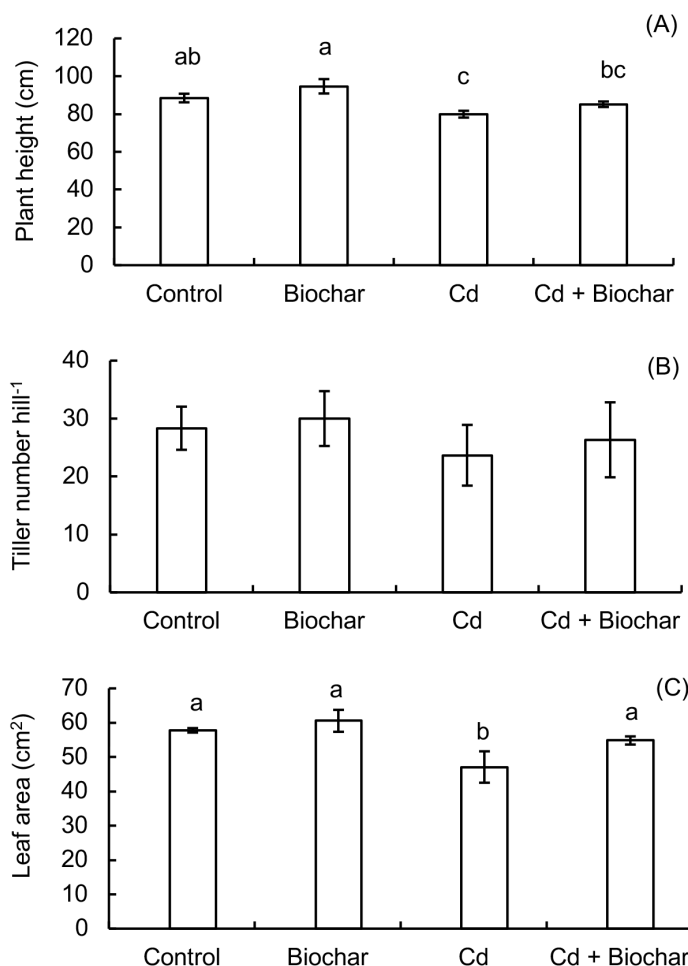 (A)
Plant height (cm)
120
100
80
60
40
20
0
ab
a
c
bc
Control Biochar Cd Cd + Biochar
(B)
Tiller number hill⁻¹
40
30
20
10
0
Control Biochar Cd Cd + Biochar
(C)
Leaf area (cm²)
70
60
50
40
30
20
10
0
a
a
b
a
Control Biochar Cd Cd + Biochar